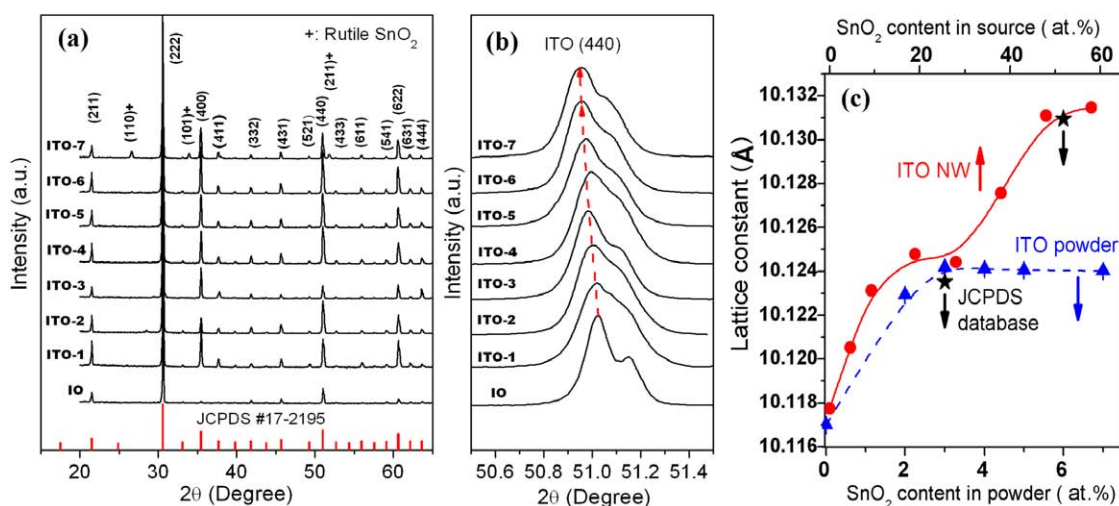 (a)
+: Rutile SnO2
(211)
(110)+
(222)
(101)+
(400)
(411)
(332)
(431)
(521)
(440)
(211)+
(433)
(611)
(541)
(622)
(631)
(444)
ITO-7
ITO-6
ITO-5
ITO-4
ITO-3
ITO-2
ITO-1
IO
JCPDS #17-2195
Intensity (a.u.)
20 30 40 50 60
2θ (Degree)
(b)
ITO (440)
ITO-7
ITO-6
ITO-5
ITO-4
ITO-3
ITO-2
ITO-1
IO
Intensity (a.u.)
50.6 50.8 51.0 51.2 51.4
2θ (Degree)
SnO2 content in source ( at.%)
0 10 20 30 40 50 60
(c)
10.132
10.130
10.128
10.126
10.124
10.120
10.118
10.116
Lattice constant (Å)
ITO NW
ITO powder
JCPDS
database
0 2 4 6
SnO2 content in powder ( at.%)